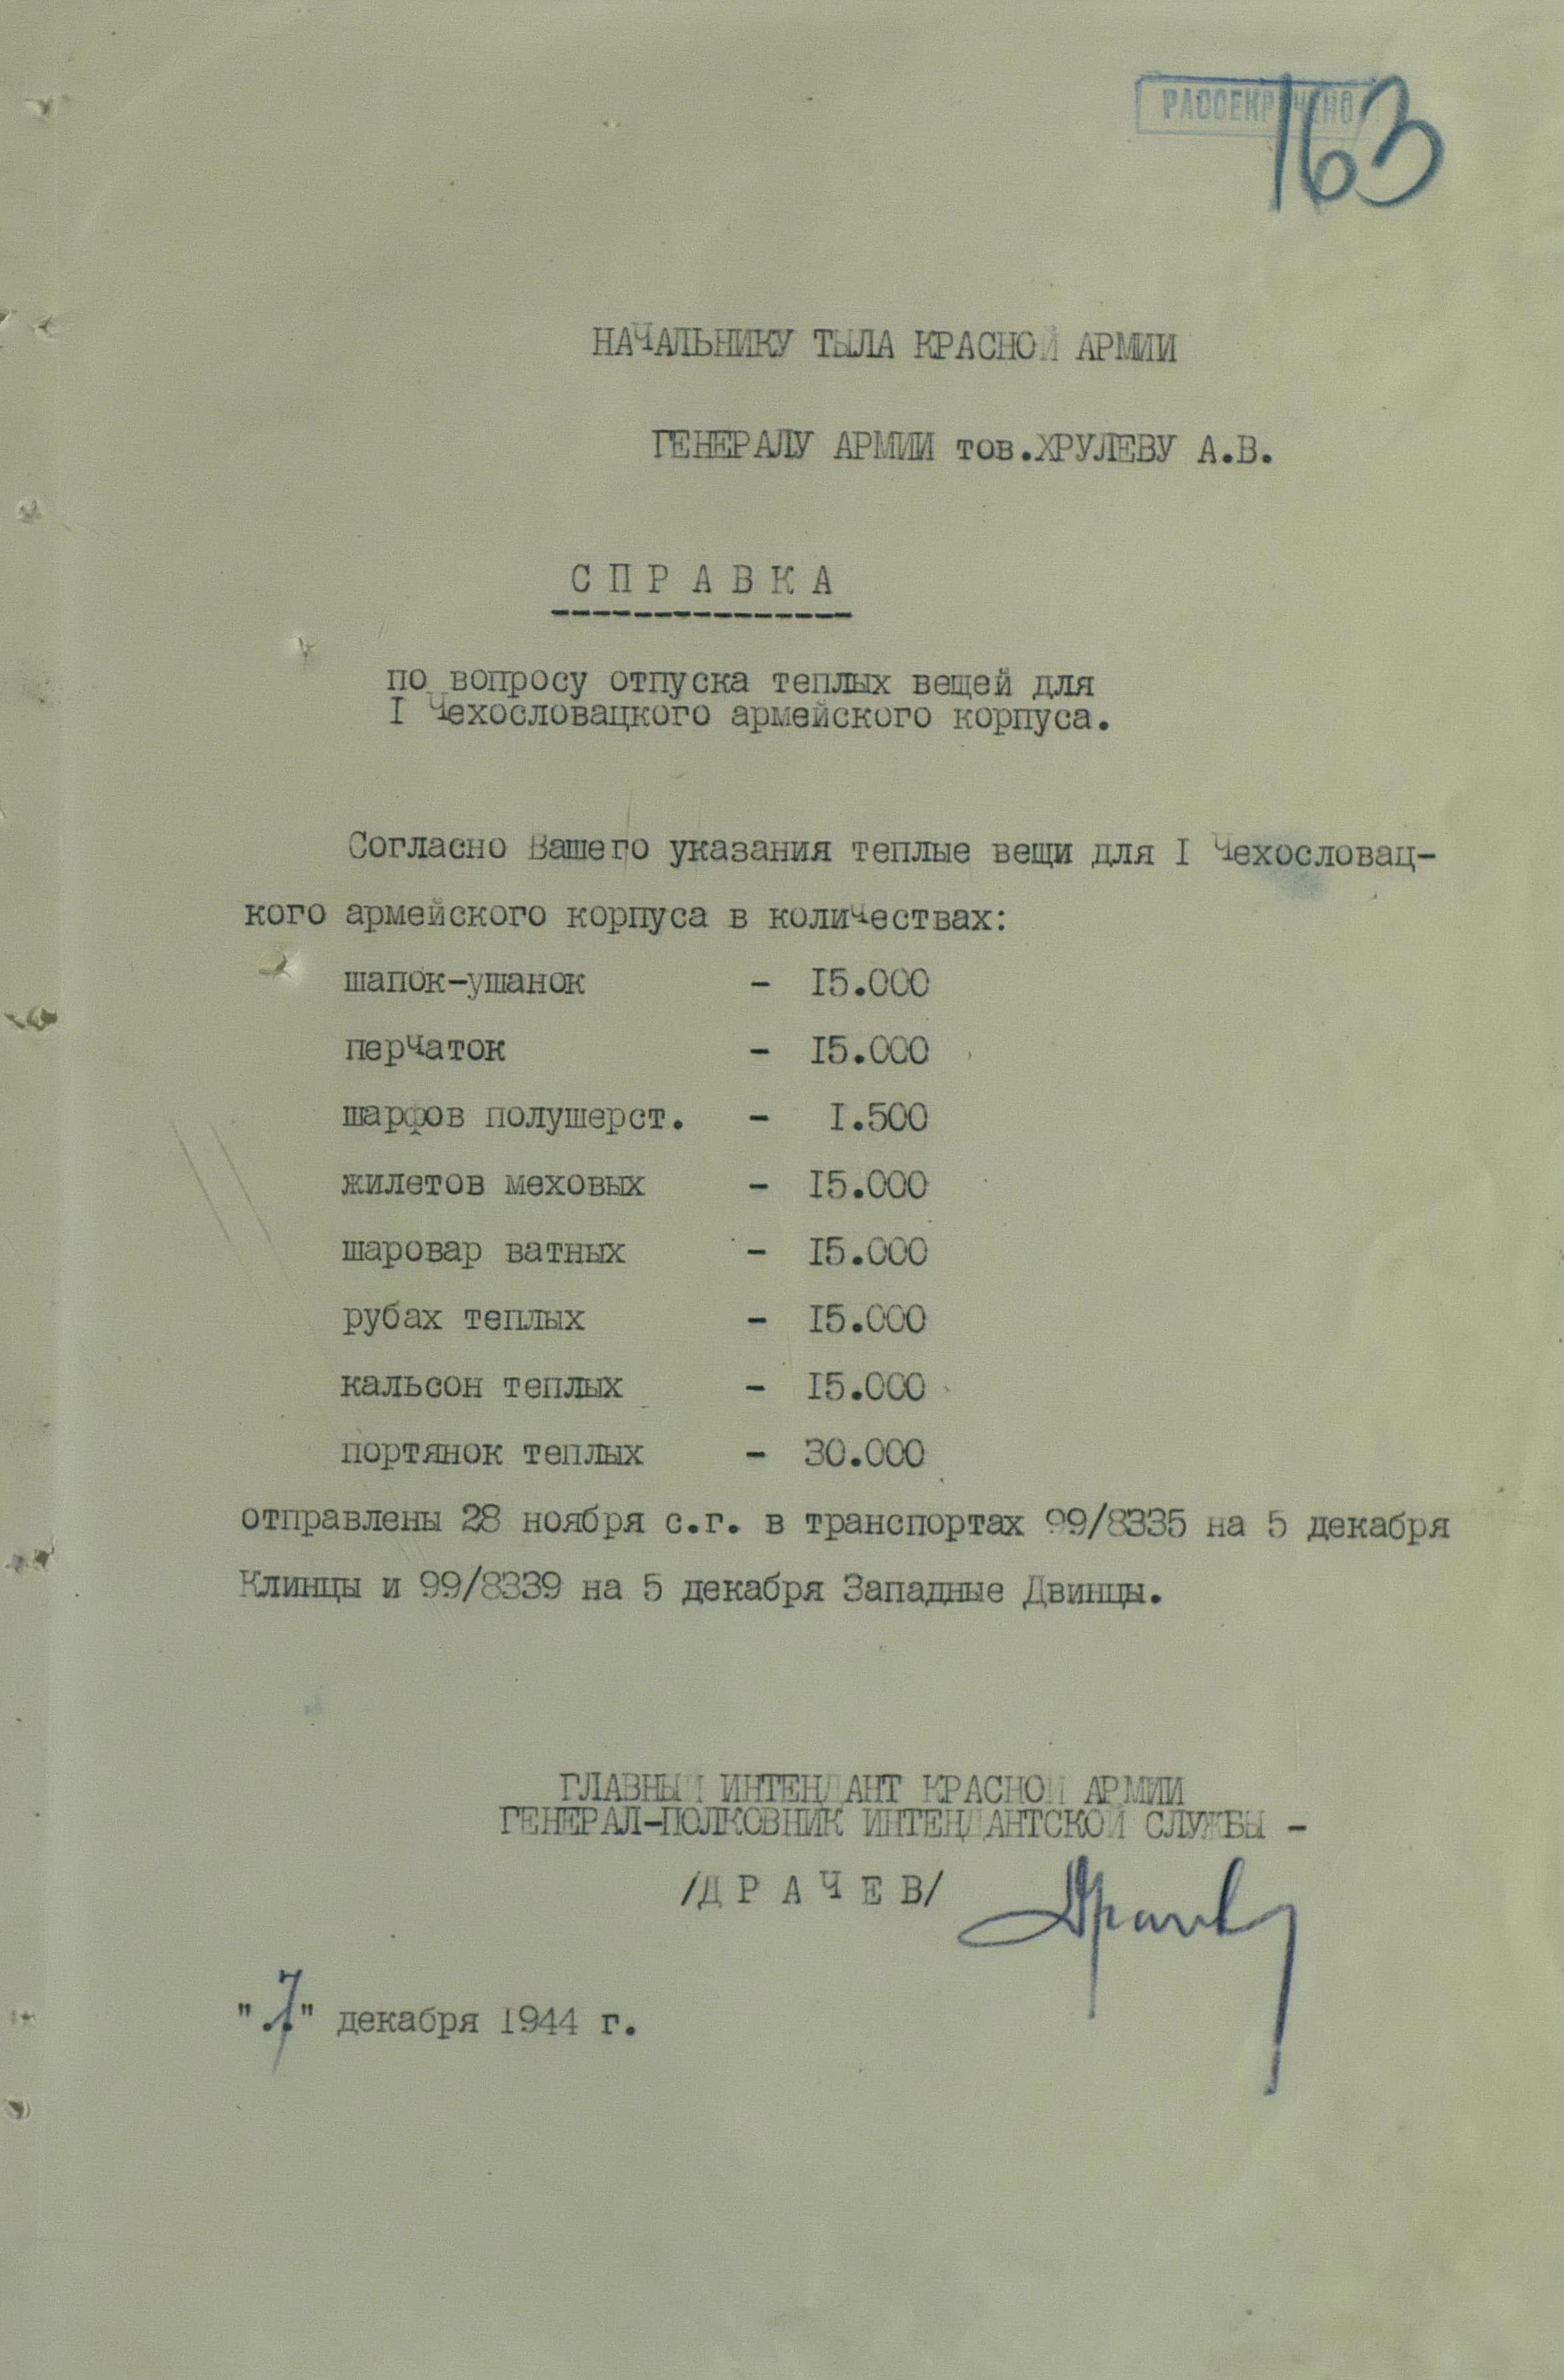 РАССЕКРЕЧЕНО
163
НАЧАЛЬНИКУ ТЫЛА КРАСНОЙ АРМИИ
ГЕНЕРАЛУ АРМИИ тов.ХРУЛЕВУ А.В.
С П Р А В К А
по вопросу отпуска теплых вещей для
I Чехословацкого армейского корпуса.
Согласно Вашего указания теплые вещи для I Чехословац-
кого армейского корпуса в количествах:
шапок-ушанок - I5.000
перчаток - I5.000
шарфов полушерст. - I.500
жилетов меховых - I5.000
шаровар ватных - I5.000
рубах теплых - I5.000
кальсон теплых - I5.000
портянок теплых - 30.000
отправлены 28 ноября с.г. в транспортах 99/8335 на 5 декабря
Клинцы и 99/8339 на 5 декабря Западные Двинцы.
ГЛАВНЫЙ ИНТЕНДАНТ КРАСНОЙ АРМИИ
ГЕНЕРАЛ-ПОЛКОВНИК ИНТЕНДАНТСКОЙ СЛУЖБЫ -
/Д Р А Ч Е В/ Драчев
"7" декабря 1944 г.